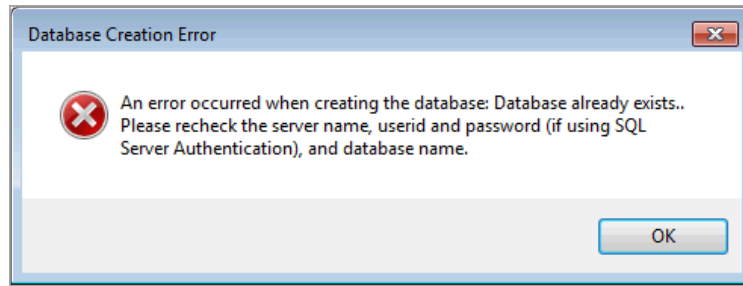 Database Creation Error
An error occurred when creating the database: Database already exists..
Please recheck the server name, userid and password (if using SQL
Server Authentication), and database name.
OK